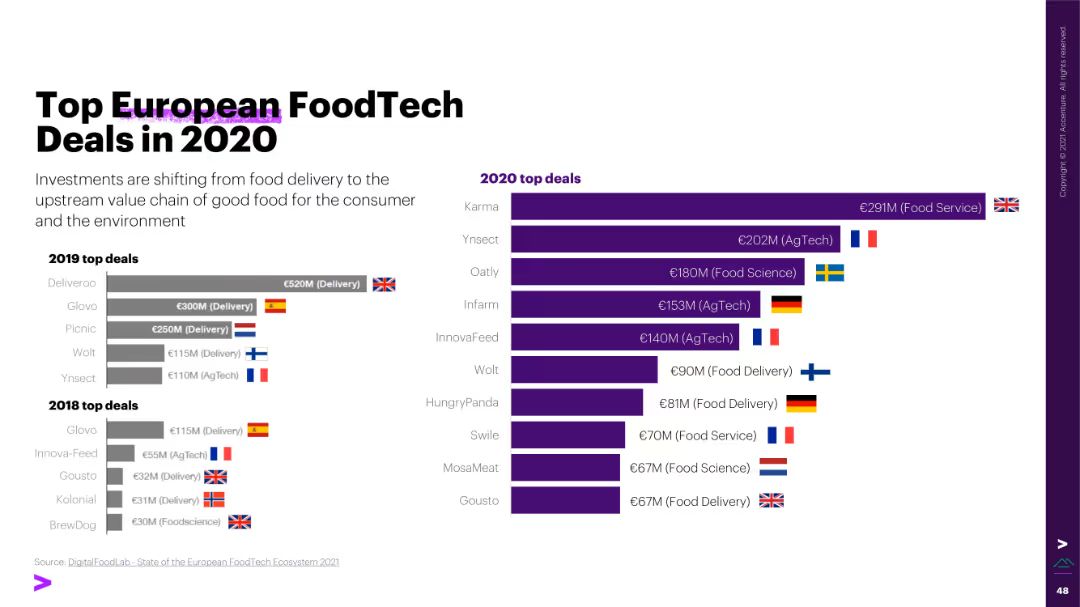 Top European FoodTech
Deals in 2020
Investments are shifting from food delivery to the
upstream value chain of good food for the consumer
and the environment
2019 top deals
Deliveroo €520M (Delivery)
Glovo €300M (Delivery)
Picnic €250M (Delivery)
Wolt €115M (Delivery)
Ynsect €110M (AgTech)
2018 top deals
Glovo €115M (Delivery)
Innova-Feed €55M (AgTech)
Gousto €32M (Delivery)
Kolonial €31M (Delivery)
BrewDog €30M (Foodscience)
Source: DigitalFoodLab - State of the European FoodTech Ecosystem 2021
>
2020 top deals
Karma €291M (Food Service)
Ynsect €202M (AgTech)
Oatly €180M (Food Science)
Infarm €153M (AgTech)
InnovaFeed €140M (AgTech)
Wolt €90M (Food Delivery)
HungryPanda €81M (Food Delivery)
Swile €70M (Food Service)
MosaMeat €67M (Food Science)
Gousto €67M (Food Delivery)
Copyright © 2021 Accenture. All rights reserved.
>
48